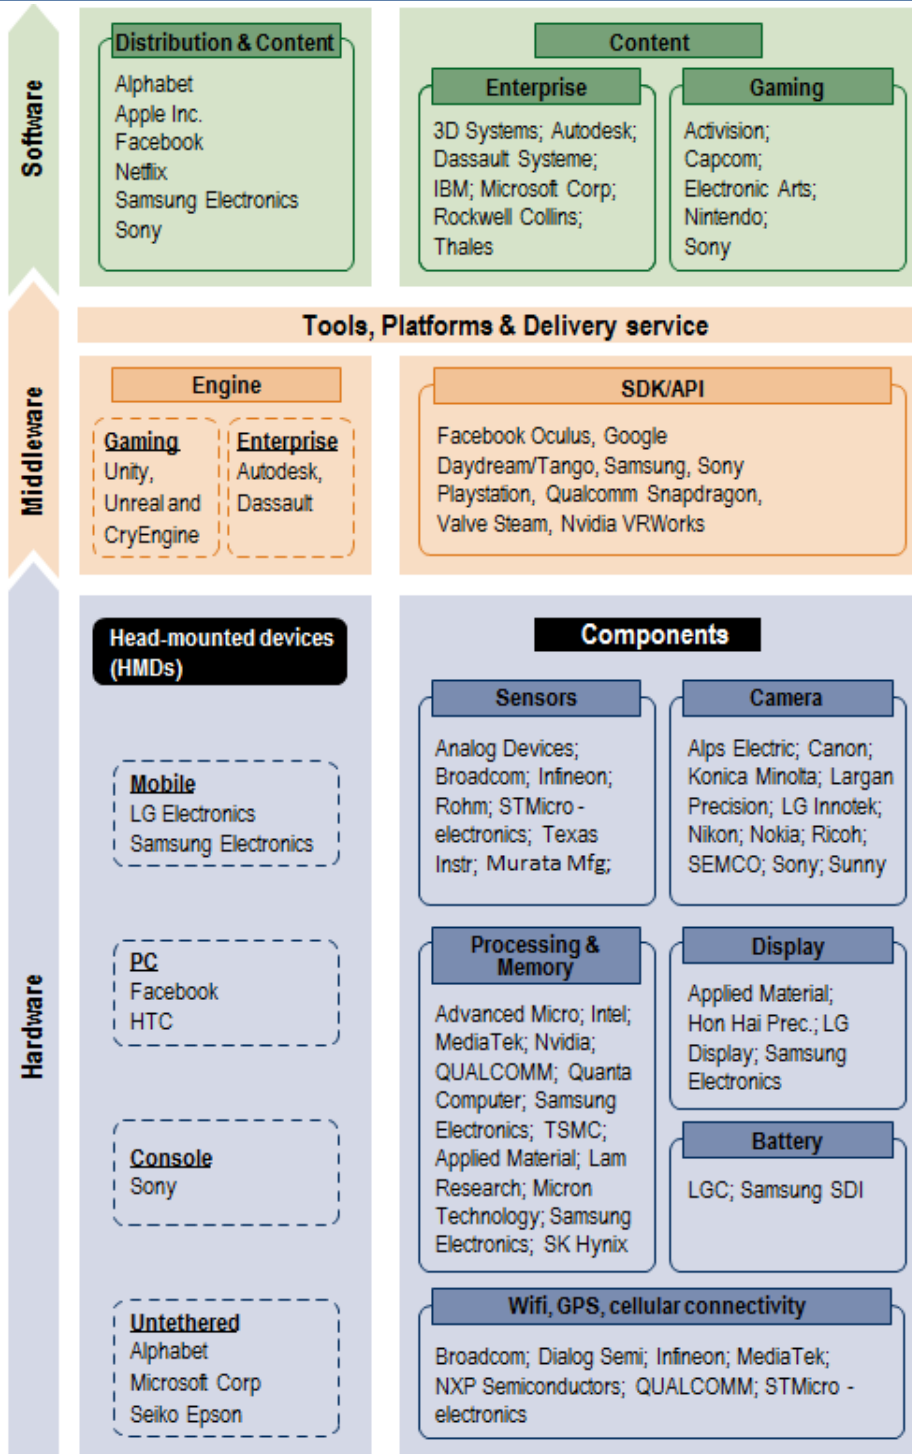 Software
Distribution & Content
Alphabet
Apple Inc.
Facebook
Netflix
Samsung Electronics
Sony
Content
Enterprise
3D Systems; Autodesk;
Dassault Systeme;
IBM; Microsoft Corp;
Rockwell Collins;
Thales
Gaming
Activision;
Capcom;
Electronic Arts;
Nintendo;
Sony
Middleware
Tools, Platforms & Delivery service
Engine
Gaming
Unity,
Unreal and
CryEngine
Enterprise
Autodesk,
Dassault
SDK/API
Facebook Oculus, Google
Daydream/Tango, Samsung, Sony
Playstation, Qualcomm Snapdragon,
Valve Steam, Nvidia VRWorks
Hardware
Head-mounted devices
(HMDs)
Mobile
LG Electronics
Samsung Electronics
PC
Facebook
HTC
Console
Sony
Untethered
Alphabet
Microsoft Corp
Seiko Epson
Components
Sensors
Analog Devices;
Broadcom; Infineon;
Rohm; STMicro -
electronics; Texas
Instr; Murata Mfg;
Camera
Alps Electric; Canon;
Konica Minolta; Largan
Precision; LG Innotek;
Nikon; Nokia; Ricoh;
SEMCO; Sony; Sunny
Processing &
Memory
Advanced Micro; Intel;
MediaTek; Nvidia;
QUALCOMM; Quanta
Computer; Samsung
Electronics; TSMC;
Applied Material; Lam
Research; Micron
Technology; Samsung
Electronics; SK Hynix
Display
Applied Material;
Hon Hai Prec.; LG
Display; Samsung
Electronics
Battery
LGC; Samsung SDI
Wifi, GPS, cellular connectivity
Broadcom; Dialog Semi; Infineon; MediaTek;
NXP Semiconductors; QUALCOMM; STMicro -
electronics